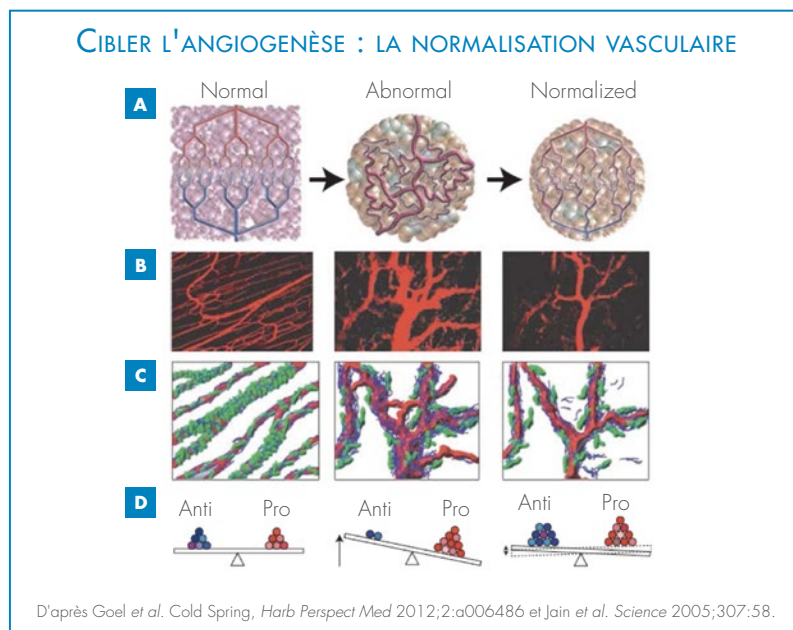 CIBLER L'ANGIOGENÈSE : LA NORMALISATION VASCULAIRE
Normal Abnormal Normalized
A
B
C
D
Anti Pro Anti Pro Anti Pro
D'après Goel et al. Cold Spring, Harb Perspect Med 2012;2:a006486 et Jain et al. Science 2005;307:58.